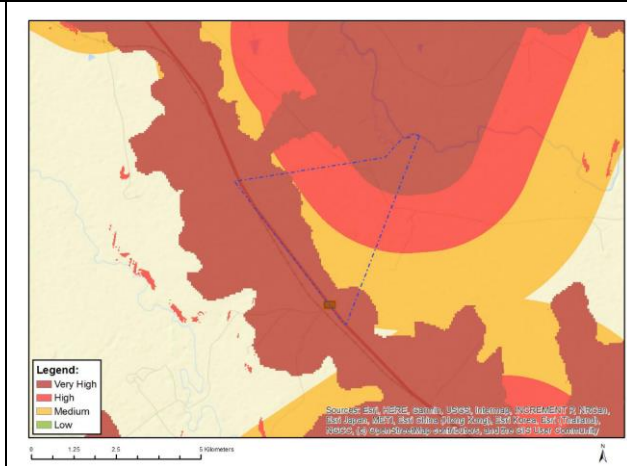 Legend:
Very High
High
Medium
Low
Sources: Esri, HERE, Garmin, USGS, Intermap, INCREMENT P, NRCan,
Esri Japan, METI, Esri China (Hong Kong), Esri Korea, Esri (Thailand),
NGCC, (c) OpenStreetMap contributors, and the GIS User Community
0 1.25 2.5 5 Kilometers
N